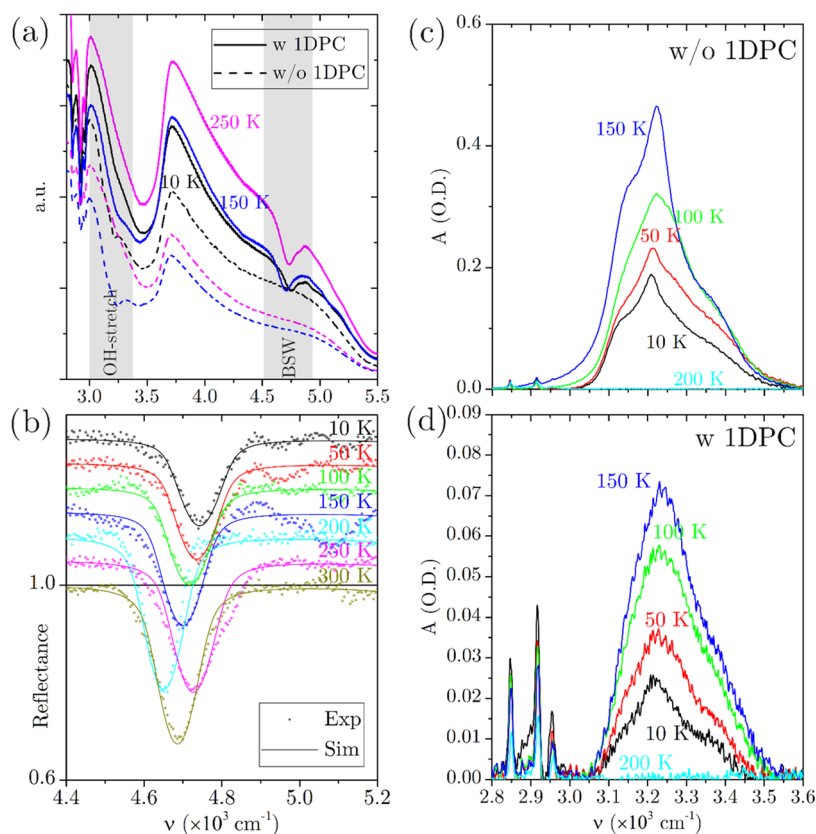 (a)
w 1DPC
w/o 1DPC
250 K
10 K
150 K
a.u.
OH-stretch
BSW
3.0 3.5 4.0 4.5 5.0 5.5
(b)
10 K
50 K
100 K
150 K
200 K
250 K
300 K
1.0
0.6
Reflectance
Exp
Sim
4.4 4.6 4.8 5.0 5.2
ν (×10³ cm⁻¹)
(c)
w/o 1DPC
0.6
0.4
0.2
0.0
A (O.D.)
150 K
100 K
50 K
10 K
200 K
(d)
w 1DPC
0.09
0.08
0.07
0.06
0.05
0.04
0.03
0.02
0.01
0.00
A (O.D.)
150 K
100 K
50 K
10 K
200 K
2.8 2.9 3.0 3.1 3.3 3.4 3.5 3.6
ν (×10³ cm⁻¹)